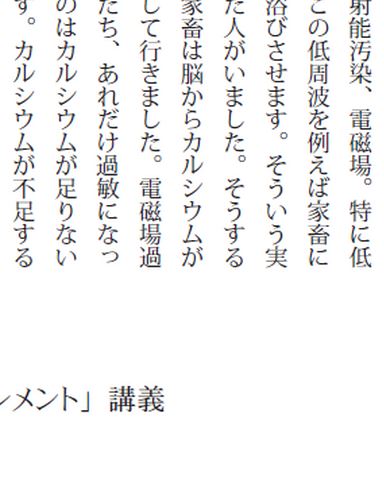 射能汚染、電磁場。特に低
この低周波を例えば家畜に
浴びさせます。そういう実
た人がいました。そうする
家畜は脳からカルシウムが
して行きました。電磁場過
たち、あれだけ過敏になっ
のはカルシウムが足りない
す。カルシウムが不足する
メント」講義